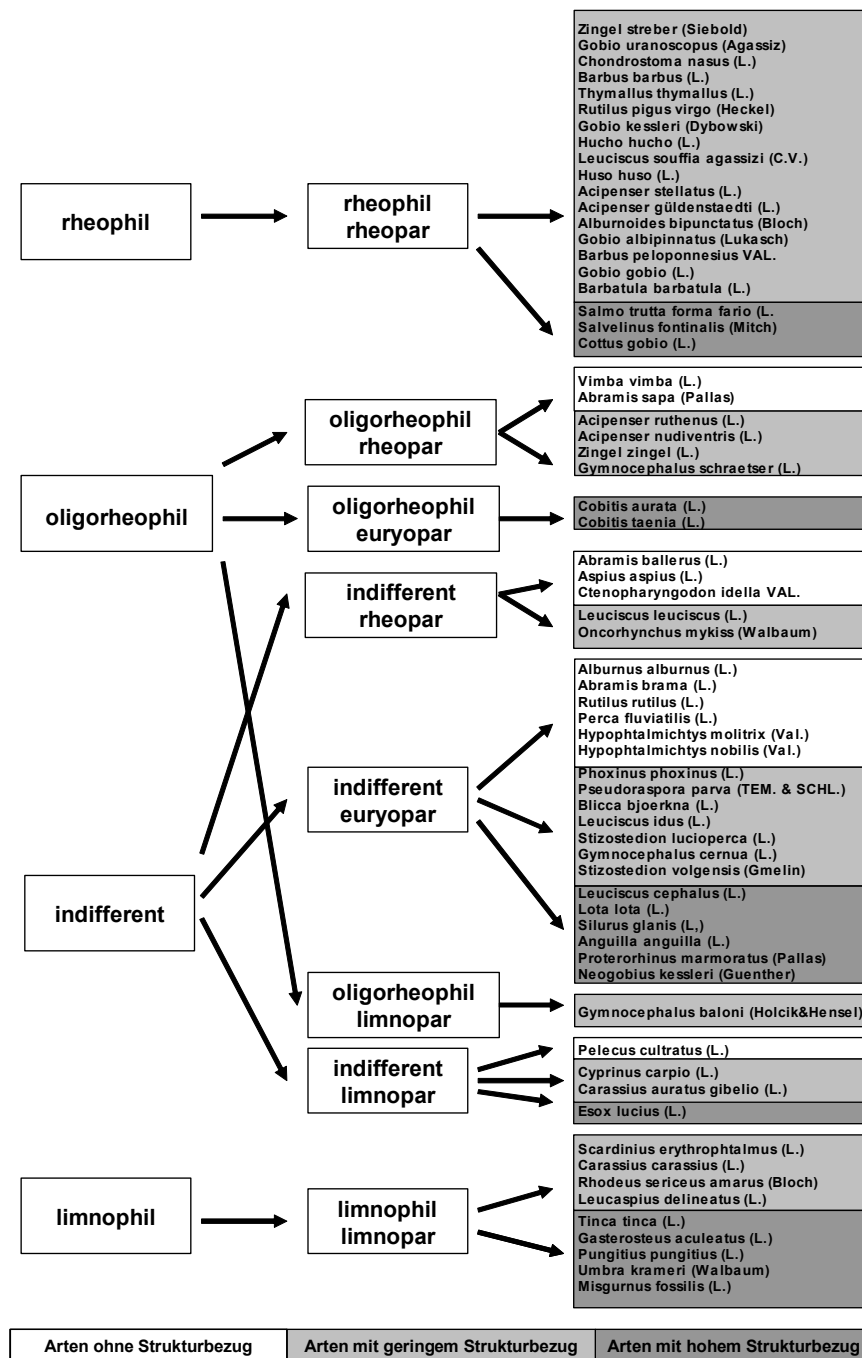 Zingel streber (Siebold)
Gobio uranoscopus (Agassiz)
Chondrostoma nasus (L.)
Barbus barbus (L.)
Thymallus thymallus (L.)
Rutilus pigus virgo (Heckel)
Gobio kessleri (Dybowski)
Hucho hucho (L.)
Leuciscus souffia agassizi (C.V.)
Huso huso (L.)
Acipenser stellatus (L.)
Acipenser güldenstaedti (L.)
Alburnoides bipunctatus (Bloch)
Gobio albipinnatus (Lukasch)
Barbus peloponnesius VAL.
Gobio gobio (L.)
Barbatula barbatula (L.)
rheophil
rheophil
rheopar
Salmo trutta forma fario (L.
Salvelinus fontinalis (Mitch)
Cottus gobio (L.)
Vimba vimba (L.)
Abramis sapa (Pallas)
oligorheophil
rheopar
Acipenser ruthenus (L.)
Acipenser nudiventris (L.)
Zingel zingel (L.)
Gymnocephalus schraetser (L.)
oligorheophil
oligorheophil
euryopar
Cobitis aurata (L.)
Cobitis taenia (L.)
indifferent
rheopar
Abramis ballerus (L.)
Aspius aspius (L.)
Ctenopharyngodon idella VAL.
Leuciscus leuciscus (L.)
Oncorhynchus mykiss (Walbaum)
Alburnus alburnus (L.)
Abramis brama (L.)
Rutilus rutilus (L.)
Perca fluviatilis (L.)
Hypophtalmichtys molitrix (Val.)
Hypophtalmichtys nobilis (Val.)
indifferent
euryopar
Phoxinus phoxinus (L.)
Pseudoraspora parva (TEM. & SCHL.)
Blicca bjoerkna (L.)
Leuciscus idus (L.)
Stizostedion lucioperca (L.)
Gymnocephalus cernua (L.)
Stizostedion volgensis (Gmelin)
indifferent
Leuciscus cephalus (L.)
Lota lota (L.)
Silurus glanis (L,)
Anguilla anguilla (L.)
Proterorhinus marmoratus (Pallas)
Neogobius kessleri (Guenther)
oligorheophil
limnopar
Gymnocephalus baloni (Holcik&Hensel)
indifferent
limnopar
Pelecus cultratus (L.)
Cyprinus carpio (L.)
Carassius auratus gibelio (L.)
Esox lucius (L.)
limnophil
limnophil
limnopar
Scardinius erythrophtalmus (L.)
Carassius carassius (L.)
Rhodeus sericeus amarus (Bloch)
Leucaspius delineatus (L.)
Tinca tinca (L.)
Gasterosteus aculeatus (L.)
Pungitius pungitius (L.)
Umbra krameri (Walbaum)
Misgurnus fossilis (L.)
Arten ohne Strukturbezug
Arten mit geringem Strukturbezug
Arten mit hohem Strukturbezug